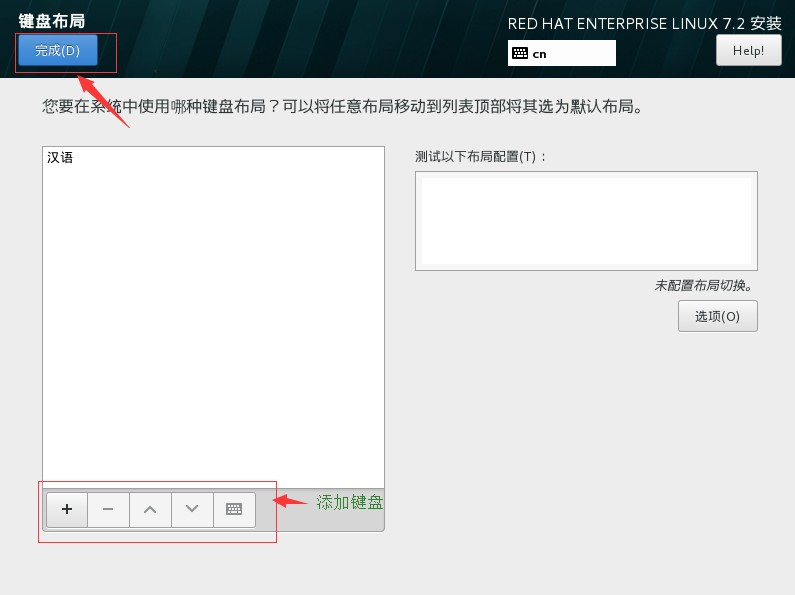 键盘布局
RED HAT ENTERPRISE LINUX 7.2 安装
完成(D)
cn
Help!
您要在系统中使用哪种键盘布局？可以将任意布局移动到列表顶部将其选为默认布局。
汉语
测试以下布局配置(T) ：
未配置布局切换。
选项(O)
添加键盘